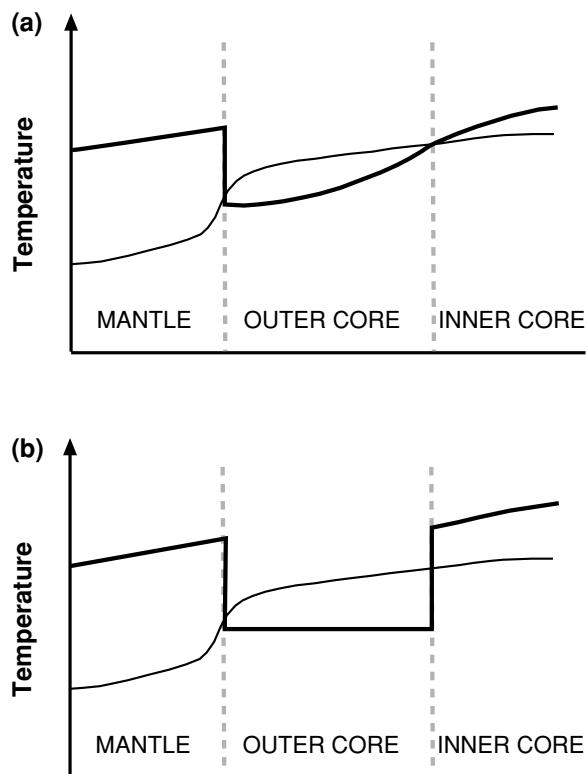 (a)
Temperature
MANTLE
OUTER CORE
INNER CORE
(b)
Temperature
MANTLE
OUTER CORE
INNER CORE